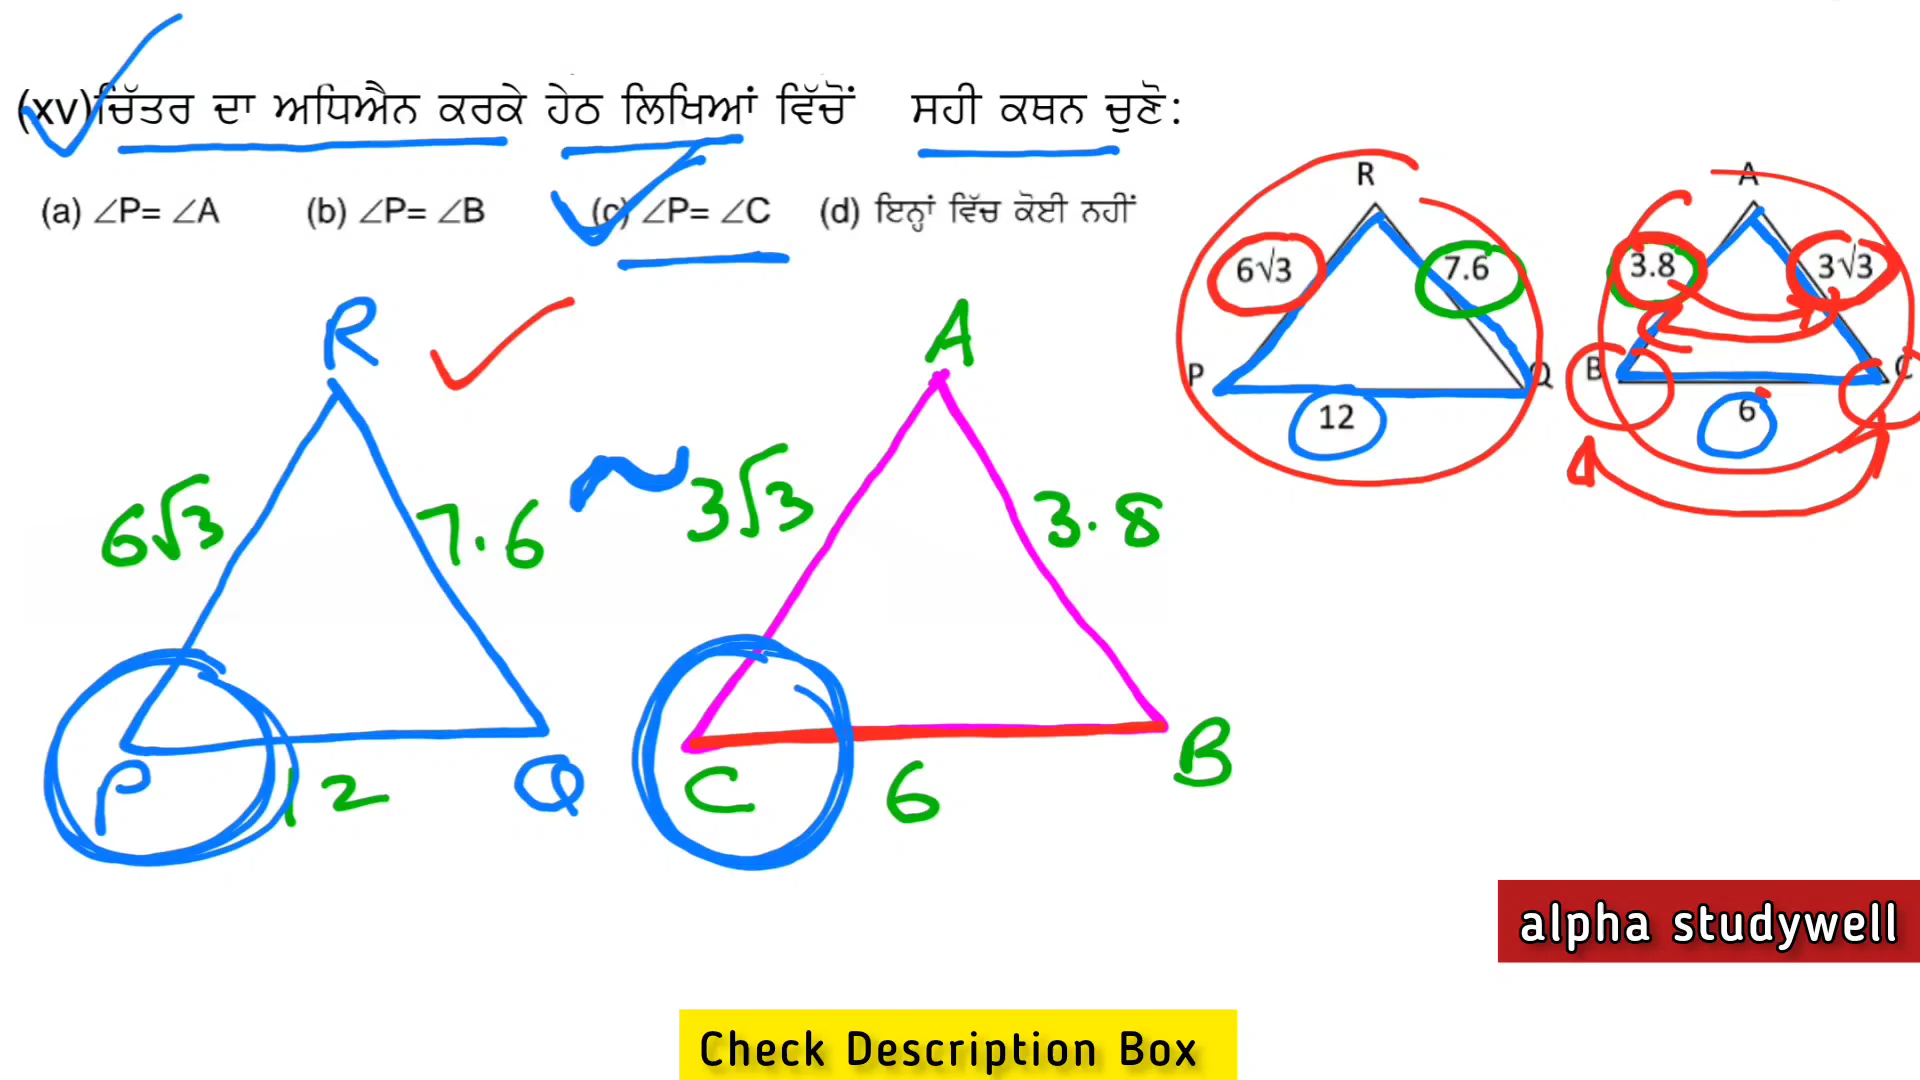 (xv)ਚਿੱਤਰ ਦਾ ਅਧਿਐਨ ਕਰਕੇ ਹੇਠ ਲਿਖਿਆਂ ਵਿੱਚੋਂ ਸਹੀ ਕਥਨ ਚੁਣੋ:
(a) ∠P= ∠A (b) ∠P= ∠B (c) ∠P= ∠C (d) ਇਨ੍ਹਾਂ ਵਿੱਚ ਕੋਈ ਨਹੀਂ
R
6√3 7.6
P Q
12
A
3.8 3√3
B C
6
R
6√3 7.6
P Q
12
~
A
3√3 3.8
C B
6
alpha studywell
Check Description Box